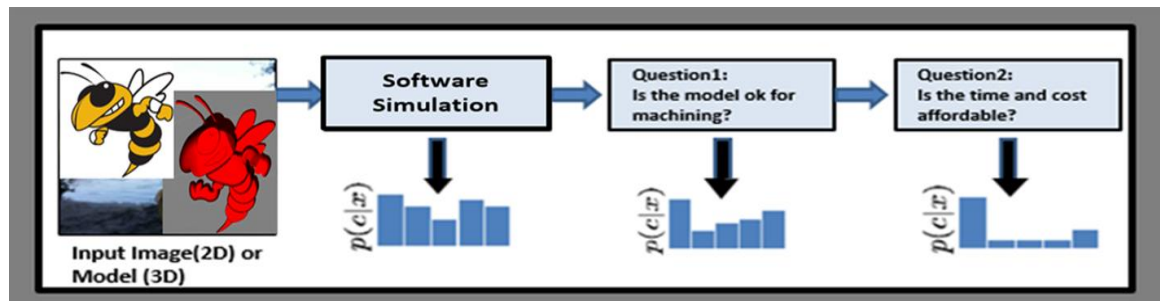 Software
Simulation
Question1:
Is the model ok for
machining?
Question2:
Is the time and cost
affordable?
p(c|x)
p(c|x)
p(c|x)
Input Image(2D) or
Model (3D)